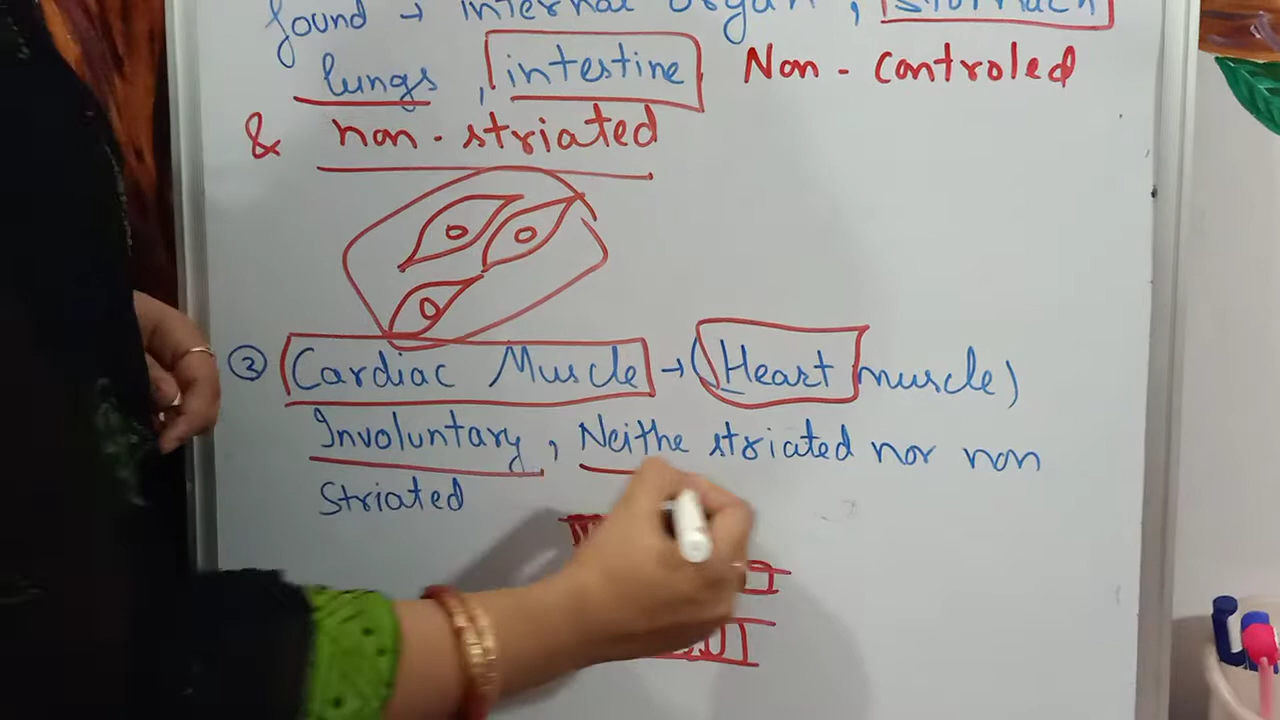 found → internal organ, stomach
lungs, intestine Non-controled
& non-striated
③ Cardiac Muscle → (Heart muscle)
Involuntary, Neithe striated nor non
striated